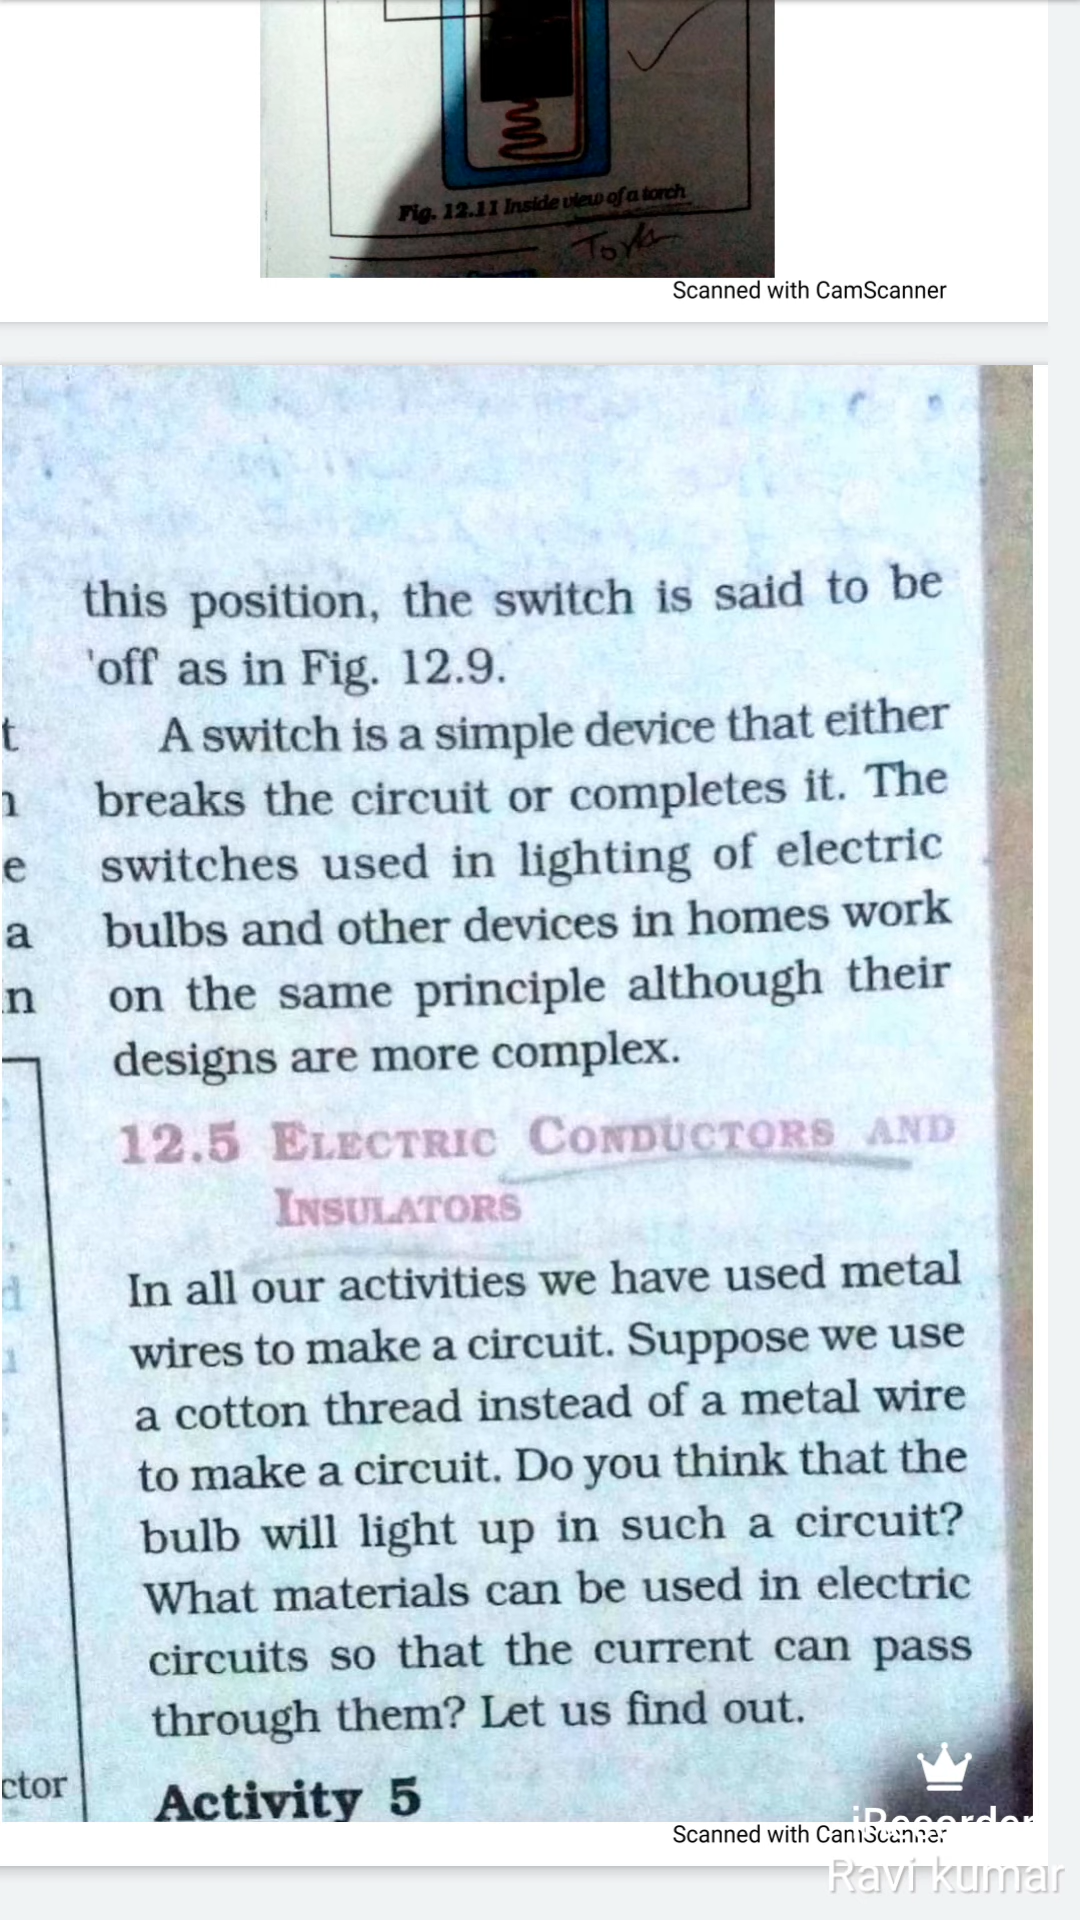 Fig. 12.11 Inside view of a torch
Scanned with CamScanner
this position, the switch is said to be
'off' as in Fig. 12.9.
A switch is a simple device that either
breaks the circuit or completes it. The
switches used in lighting of electric
bulbs and other devices in homes work
on the same principle although their
designs are more complex.
12.5 ELECTRIC CONDUCTORS AND
INSULATORS
In all our activities we have used metal
wires to make a circuit. Suppose we use
a cotton thread instead of a metal wire
to make a circuit. Do you think that the
bulb will light up in such a circuit?
What materials can be used in electric
circuits so that the current can pass
through them? Let us find out.
Activity 5
t
e
a
n
ctor
Scanned with CamScanner
Ravi kumar